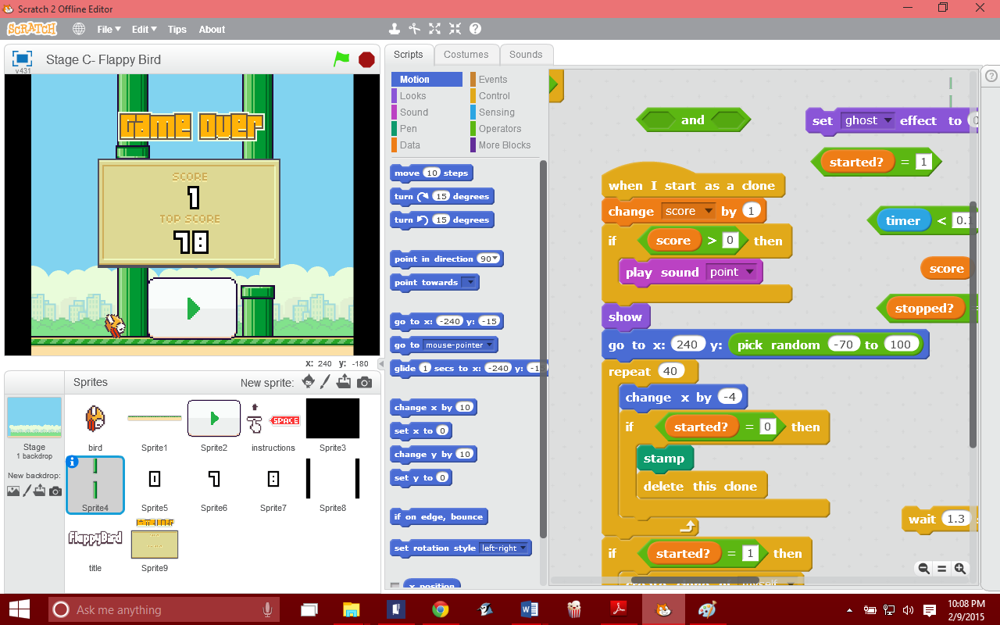 Scratch 2 Offline Editor
SCRATCH File Edit Tips About
v431 Stage C- Flappy Bird
Game Over
SCORE
1
TOP SCORE
78
x: 240 y: -180
Sprites New sprite:
Stage
1 backdrop
New backdrop:
bird Sprite1 Sprite2 instructions Sprite3
SPACE
Sprite4 Sprite5 Sprite6 Sprite7 Sprite8
GAME OVER
FlappyBird
title Sprite9
Scripts Costumes Sounds
Motion Events
Looks Control
Sound Sensing
Pen Operators
Data More Blocks
move 10 steps
turn 15 degrees
turn 15 degrees
point in direction 90
point towards
go to x: -240 y: -15
go to mouse-pointer
glide 1 secs to x: -240 y: -15
change x by 10
set x to 0
change y by 10
set y to 0
if on edge, bounce
set rotation style left-right
x position
and
set ghost effect to 0
started? = 1
when I start as a clone
change score by 1
timer < 0.1
if score > 0 then
score
play sound point
stopped? =
show
go to x: 240 y: pick random -70 to 100
repeat 40
change x by -4
if started? = 0 then
stamp
delete this clone
wait 1.3
if started? = 1 then
create clone of myself
Ask me anything
10:08 PM
2/9/2015